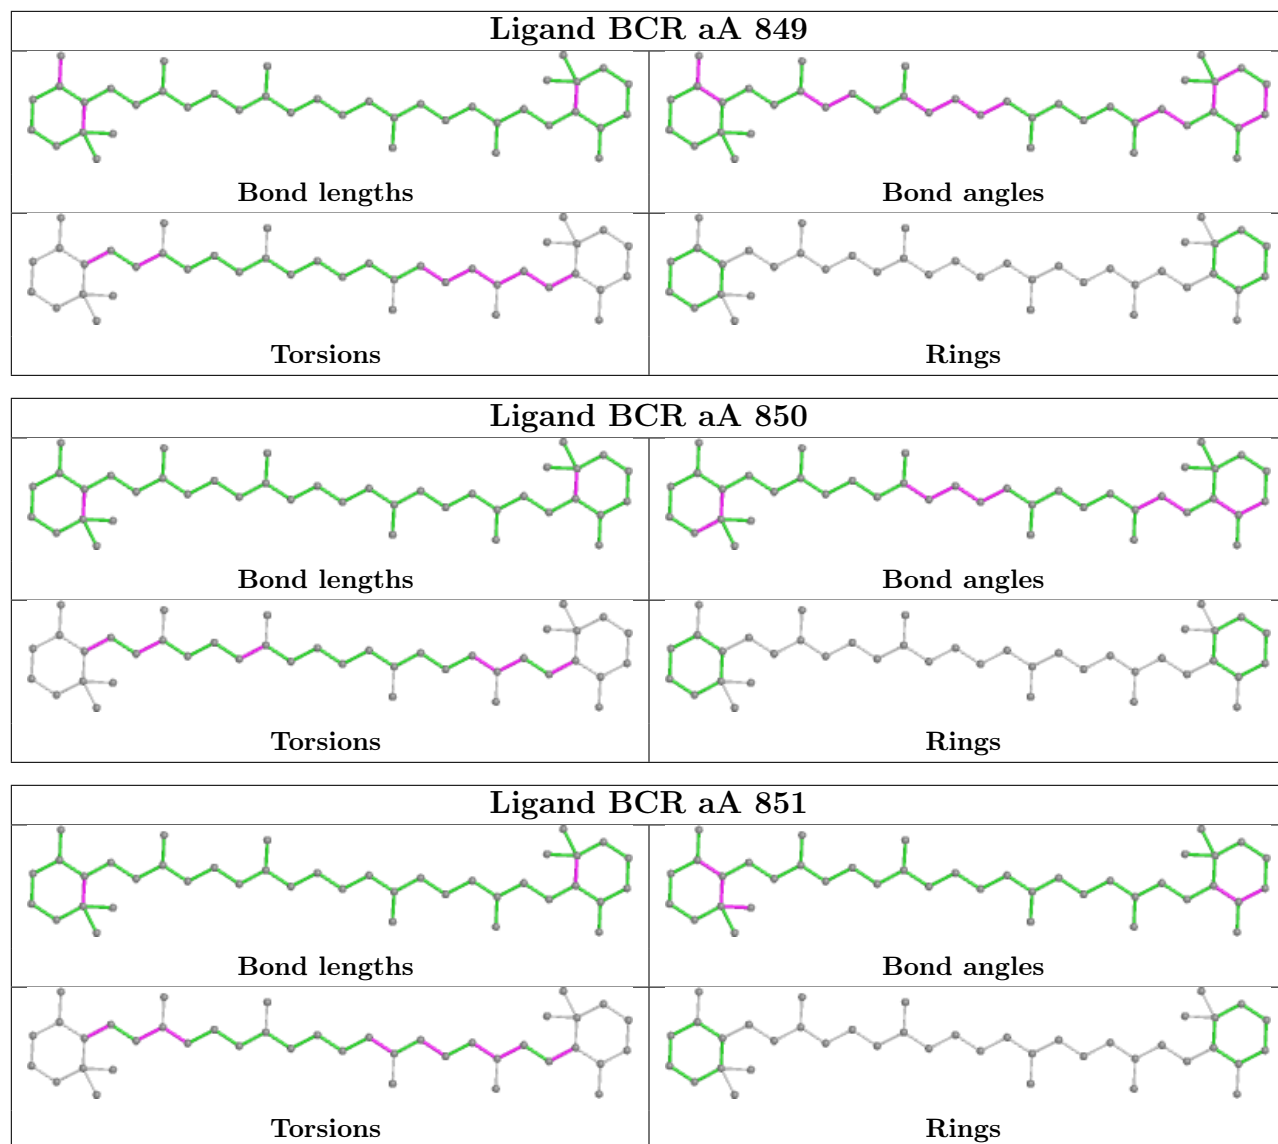 Ligand BCR aA 849
Bond lengths
Bond angles
Torsions
Rings
Ligand BCR aA 850
Bond lengths
Bond angles
Torsions
Rings
Ligand BCR aA 851
Bond lengths
Bond angles
Torsions
Rings